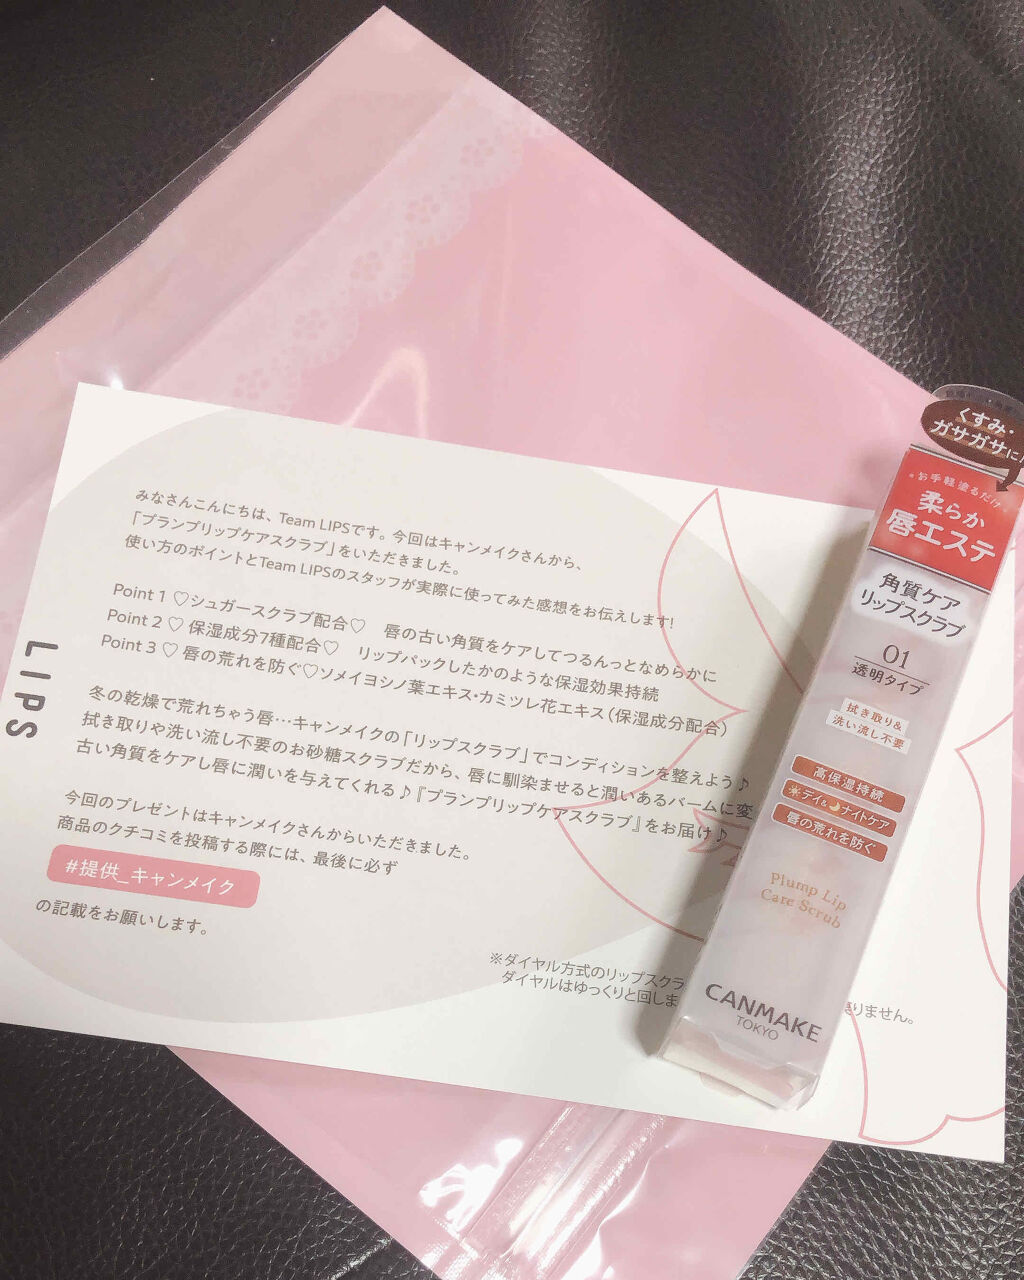 みなさんこんにちは、Team LIPSです。今回はキャンメイクさんから、
「プランプリップケアスクラブ」をいただきました。
使い方のポイントとTeam LIPSのスタッフが実際に使ってみた感想をお伝えします!
Point 1 ♡シュガースクラブ配合♡ 唇の古い角質をケアしてつるんっとなめらかに
Point 2 ♡ 保湿成分7種配合♡ リップパックしたかのような保湿効果持続
Point 3 ♡ 唇の荒れを防ぐ♡ソメイヨシノ葉エキス・カミツレ花エキス(保湿成分配合)
冬の乾燥で荒れちゃう唇…キャンメイクの「リップスクラブ」でコンディションを整えよう♪
拭き取りや洗い流し不要のお砂糖スクラブだから、唇に馴染ませると潤いあるバームに変
古い角質をケアし唇に潤いを与えてくれる♪『プランプリップケアスクラブ』をお届け♪
今回のプレゼントはキャンメイクさんからいただきました。
商品のクチコミを投稿する際には、最後に必ず
#提供_キャンメイク
の記載をお願いします。
※ダイヤル方式のリップスクラ
ダイヤルはゆっくりと回しま
りません。
LIPS
くすみ・
ガサガサに
お手軽塗るだけ
柔らか
唇エステ
角質ケア
リップスクラブ
01
透明タイプ
拭き取り&
洗い流し不要
高保湿持続
デイ&ナイトケア
唇の荒れを防ぐ
Plump Lip
Care Scrub
CANMAKE
TOKYO